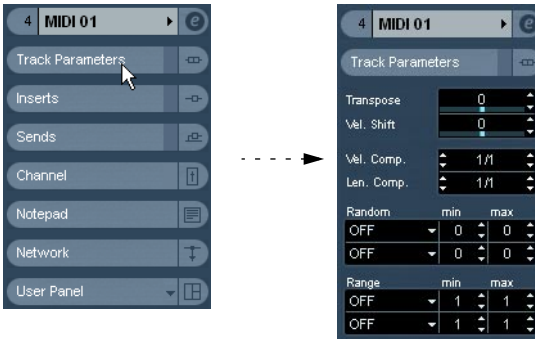 4 MIDI 01 e
Track Parameters
Inserts
Sends
Channel
Notepad
Network
User Panel
4 MIDI 01 e
Track Parameters
Transpose 0
Vel. Shift 0
Vel. Comp. 1/1
Len. Comp. 1/1
Random min max
OFF 0 0
OFF 0 0
Range min max
OFF 1 1
OFF 1 1